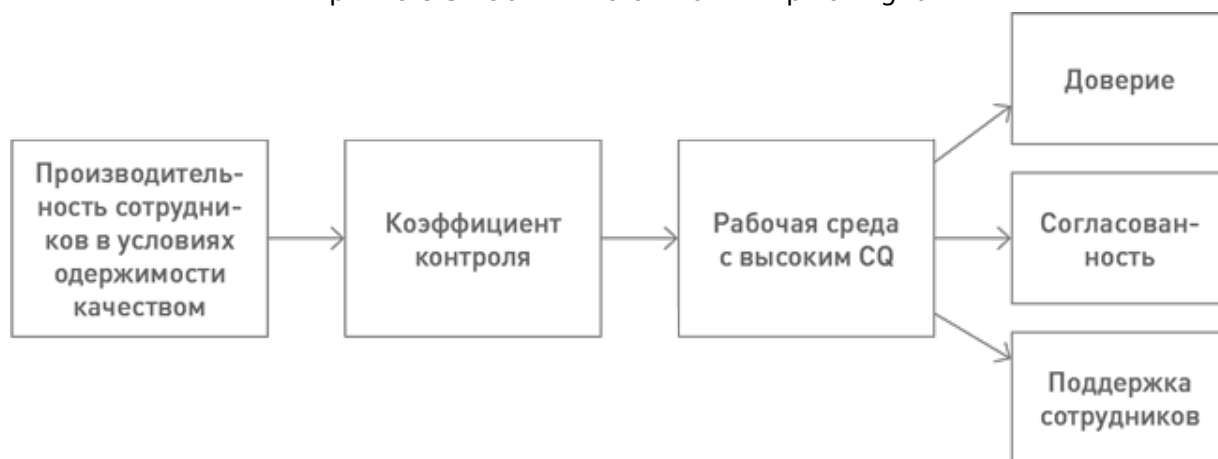 Производитель-
ность сотрудни-
ков в условиях
одержимости
качеством
Коэффициент
контроля
Рабочая среда
с высоким CQ
Доверие
Согласован-
ность
Поддержка
сотрудников